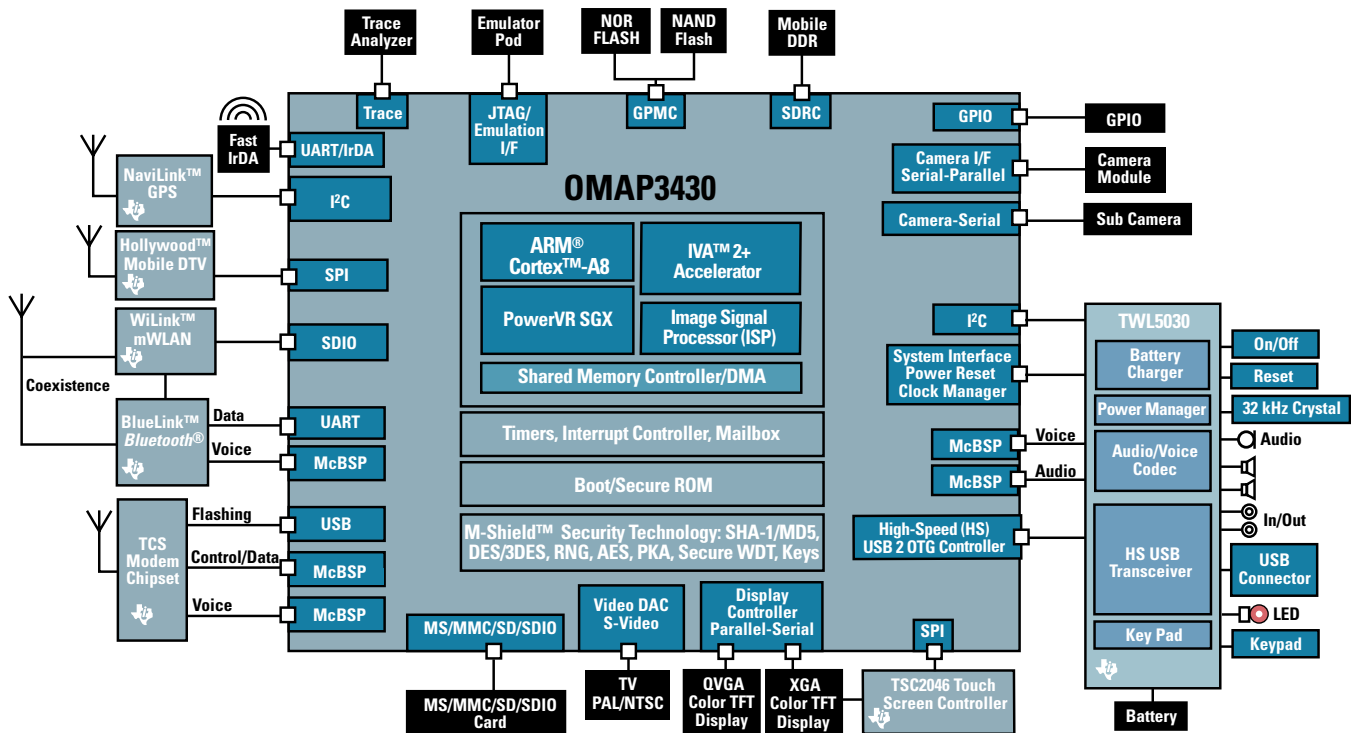 Trace
Analyzer
Emulator
Pod
NOR
FLASH
NAND
Flash
Mobile
DDR
Trace
JTAG/
Emulation
I/F
GPMC
SDRC
GPIO
GPIO
Fast
IrDA
UART/IrDA
Camera I/F
Serial-Parallel
Camera
Module
NaviLink™
GPS
I²C
OMAP3430
Camera-Serial
Sub Camera
Hollywood™
Mobile DTV
SPI
ARM®
Cortex™-A8
IVA™ 2+
Accelerator
PowerVR SGX
Image Signal
Processor (ISP)
Shared Memory Controller/DMA
WiLink™
mWLAN
SDIO
Coexistence
BlueLink™
Bluetooth®
Data
UART
Voice
McBSP
Timers, Interrupt Controller, Mailbox
Boot/Secure ROM
M-Shield™ Security Technology: SHA-1/MD5,
DES/3DES, RNG, AES, PKA, Secure WDT, Keys
I²C
System Interface
Power Reset
Clock Manager
McBSP
Voice
McBSP
Audio
High-Speed (HS)
USB 2 OTG Controller
TWL5030
Battery
Charger
On/Off
Reset
Power Manager
32 kHz Crystal
Audio/Voice
Codec
Audio
In/Out
HS USB
Transceiver
USB
Connector
LED
Key Pad
Keypad
Battery
TCS
Modem
Chipset
Flashing
USB
Control/Data
McBSP
Voice
McBSP
MS/MMC/SD/SDIO
Video DAC
S-Video
Display
Controller
Parallel-Serial
SPI
MS/MMC/SD/SDIO
Card
TV
PAL/NTSC
QVGA
Color TFT
Display
XGA
Color TFT
Display
TSC2046 Touch
Screen Controller